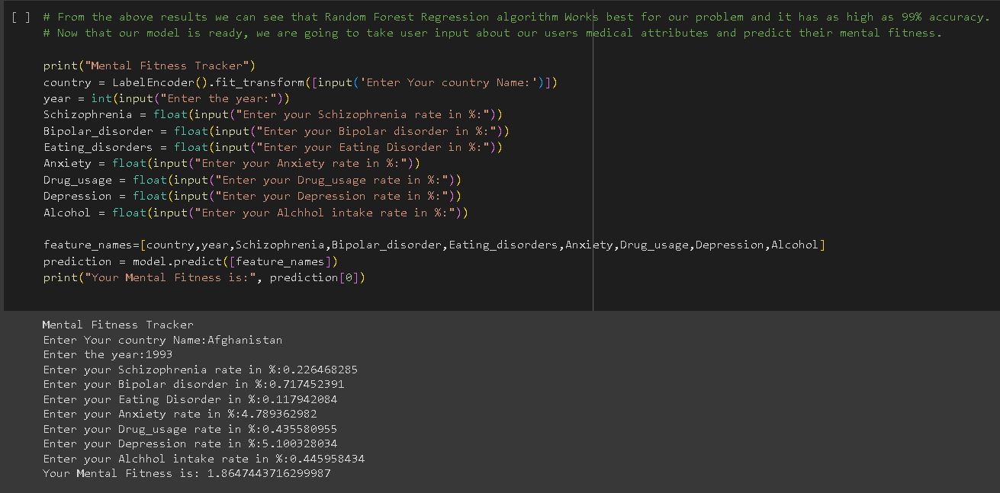 [ ] # From the above results we can see that Random Forest Regression algorithm Works best for our problem and it has as high as 99% accuracy.
# Now that our model is ready, we are going to take user input about our users medical attributes and predict their mental fitness.
print("Mental Fitness Tracker")
country = LabelEncoder().fit_transform([input('Enter Your country Name:')])
year = int(input("Enter the year:"))
Schizophrenia = float(input("Enter your Schizophrenia rate in %:"))
Bipolar_disorder = float(input("Enter your Bipolar disorder in %:"))
Eating_disorders = float(input("Enter your Eating Disorder in %:"))
Anxiety = float(input("Enter your Anxiety rate in %:"))
Drug_usage = float(input("Enter your Drug_usage rate in %:"))
Depression = float(input("Enter your Depression rate in %:"))
Alcohol = float(input("Enter your Alchhol intake rate in %:"))
feature_names=[country,year,Schizophrenia,Bipolar_disorder,Eating_disorders,Anxiety,Drug_usage,Depression,Alcohol]
prediction = model.predict([feature_names])
print("Your Mental Fitness is:", prediction[0])
Mental Fitness Tracker
Enter Your country Name:Afghanistan
Enter the year:1993
Enter your Schizophrenia rate in %:0.226468285
Enter your Bipolar disorder in %:0.717452391
Enter your Eating Disorder in %:0.117942084
Enter your Anxiety rate in %:4.789362982
Enter your Drug_usage rate in %:0.435580955
Enter your Depression rate in %:5.100328034
Enter your Alchhol intake rate in %:0.445958434
Your Mental Fitness is: 1.8647443716299987